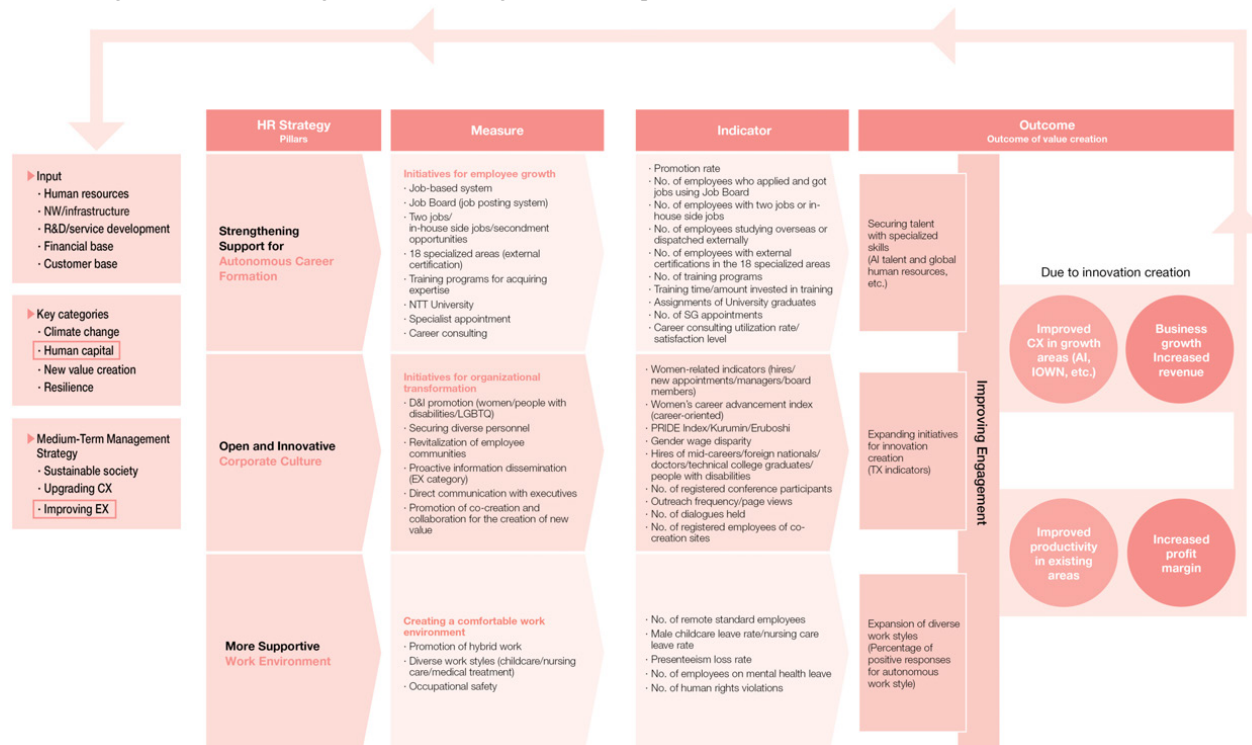 HR Strategy
Pillars
Measure
Indicator
Outcome
Outcome of value creation
▶Input
· Human resources
· NW/infrastructure
· R&D/service development
· Financial base
· Customer base
▶Key categories
· Climate change
· Human capital
· New value creation
· Resilience
▶Medium-Term Management
Strategy
· Sustainable society
· Upgrading CX
· Improving EX
Strengthening
Support for
Autonomous Career
Formation
Initiatives for employee growth
· Job-based system
· Job Board (job posting system)
· Two jobs/
in-house side jobs/secondment
opportunities
· 18 specialized areas (external
certification)
· Training programs for acquiring
expertise
· NTT University
· Specialist appointment
· Career consulting
· Promotion rate
· No. of employees who applied and got
jobs using Job Board
· No. of employees with two jobs or in-
house side jobs
· No. of employees studying overseas or
dispatched externally
· No. of employees with external
certifications in the 18 specialized areas
· No. of training programs
· Training time/amount invested in training
· Assignments of University graduates
· No. of SG appointments
· Career consulting utilization rate/
satisfaction level
Securing talent
with specialized
skills
(AI talent and global
human resources,
etc.)
Open and Innovative
Corporate Culture
Initiatives for organizational
transformation
· D&I promotion (women/people with
disabilities/LGBTQ)
· Securing diverse personnel
· Revitalization of employee
communities
· Proactive information dissemination
(EX category)
· Direct communication with executives
· Promotion of co-creation and
collaboration for the creation of new
value
· Women-related indicators (hires/
new appointments/managers/board
members)
· Women's career advancement index
(career-oriented)
· PRIDE Index/Kurumin/Eruboshi
· Gender wage disparity
· Hires of mid-careers/foreign nationals/
doctors/technical college graduates/
people with disabilities
· No. of registered conference participants
· Outreach frequency/page views
· No. of dialogues held
· No. of registered employees of co-
creation sites
Expanding initiatives
for innovation
creation
(TX indicators)
More Supportive
Work Environment
Creating a comfortable work
environment
· Promotion of hybrid work
· Diverse work styles (childcare/nursing
care/medical treatment)
· Occupational safety
· No. of remote standard employees
· Male childcare leave rate/nursing care
leave rate
· Presenteeism loss rate
· No. of employees on mental health leave
· No. of human rights violations
Expansion of diverse
work styles
(Percentage of
positive responses
for autonomous
work style)
Improving Engagement
Due to innovation creation
Improved
CX in growth
areas (AI,
IOWN, etc.)
Business
growth
Increased
revenue
Improved
productivity
in existing
areas
Increased
profit
margin